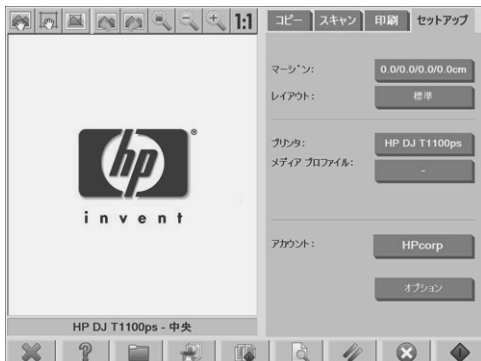 1:1
コピー スキャン 印刷 セットアップ
マージン: 0.0/0.0/0.0/0.0cm
レイアウト: 標準
プリンタ: HP DJ T1100ps
メディア プロファイル: -
アカウント: HPcorp
オプション
hp
invent
HP DJ T1100ps - 中央